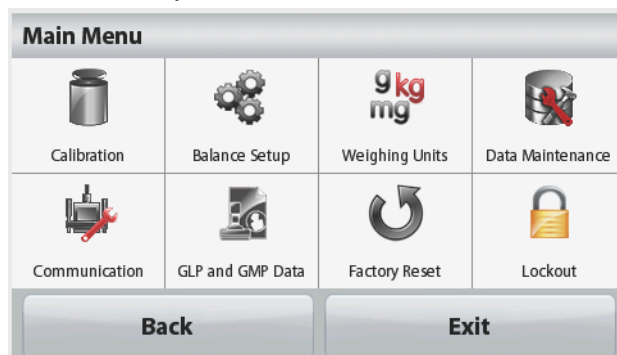 Main Menu
g kg
mg
Calibration
Balance Setup
Weighing Units
Data Maintenance
Communication
GLP and GMP Data
Factory Reset
Lockout
Back
Exit